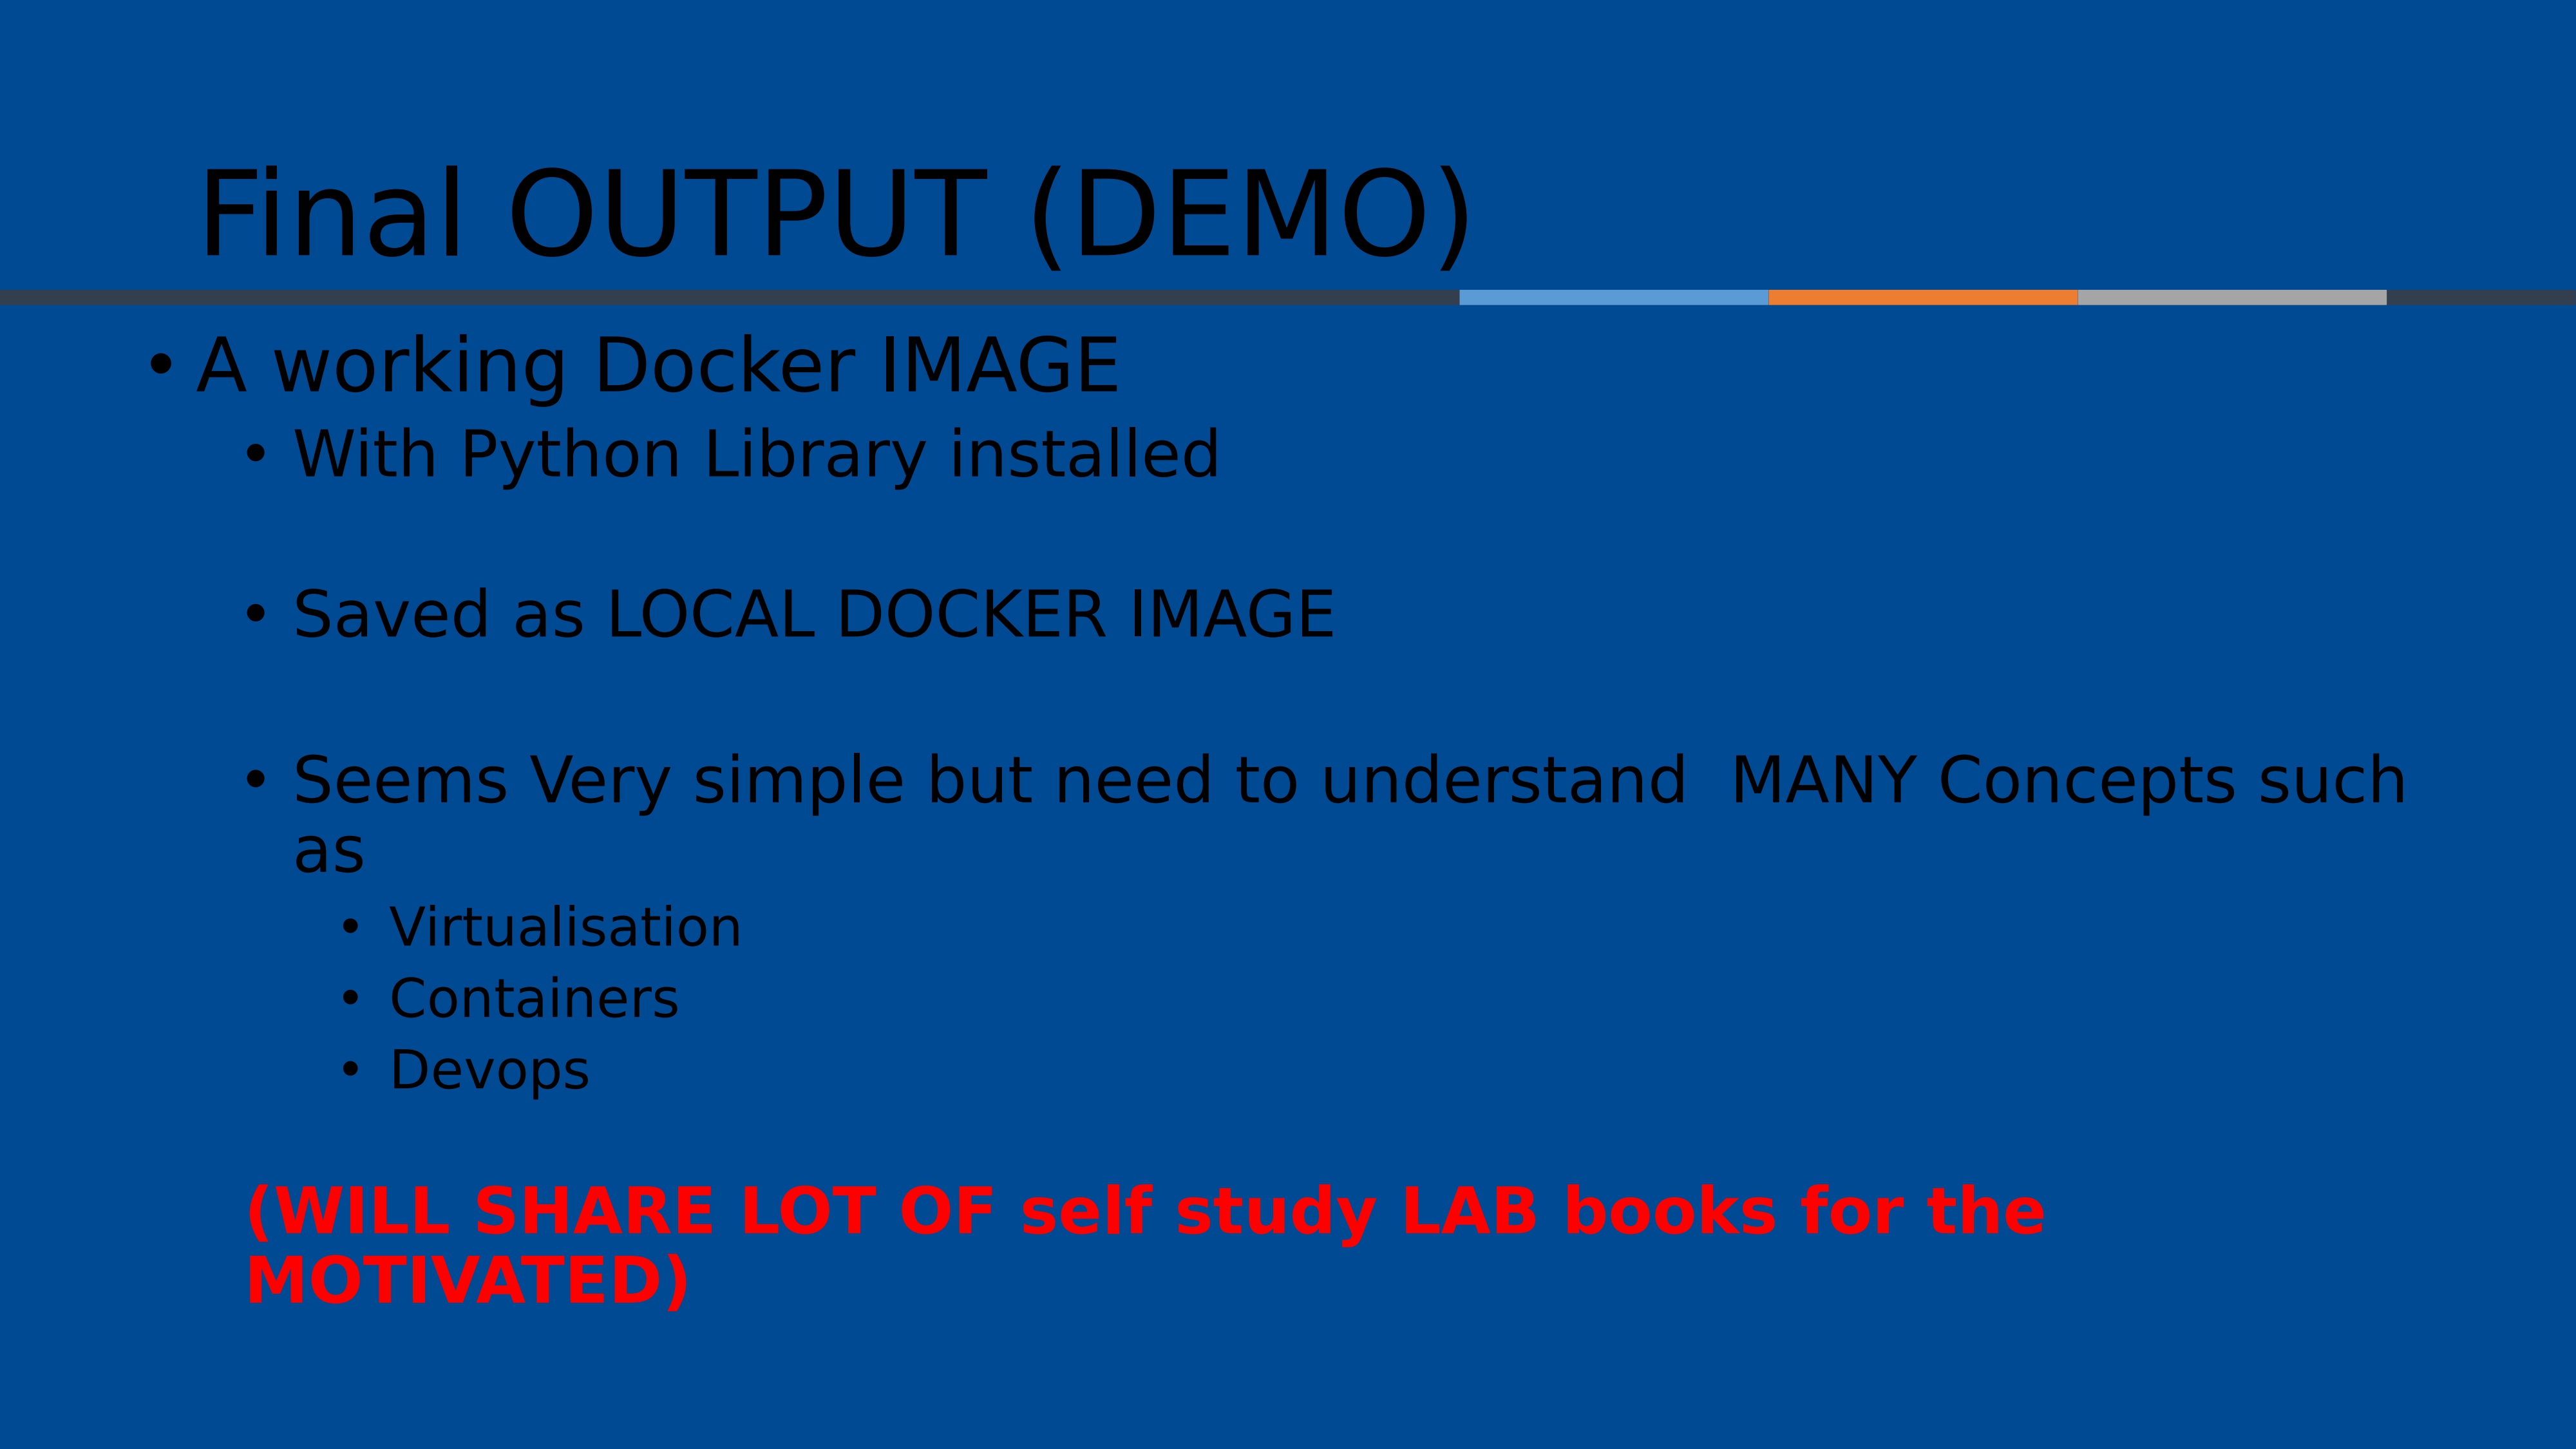 Final OUTPUT (DEMO)
• A working Docker IMAGE
• With Python Library installed
• Saved as LOCAL DOCKER IMAGE
• Seems Very simple but need to understand  MANY Concepts such
as
• Virtualisation
• Containers
• Devops
(WILL SHARE LOT OF self study LAB books for the
MOTIVATED)